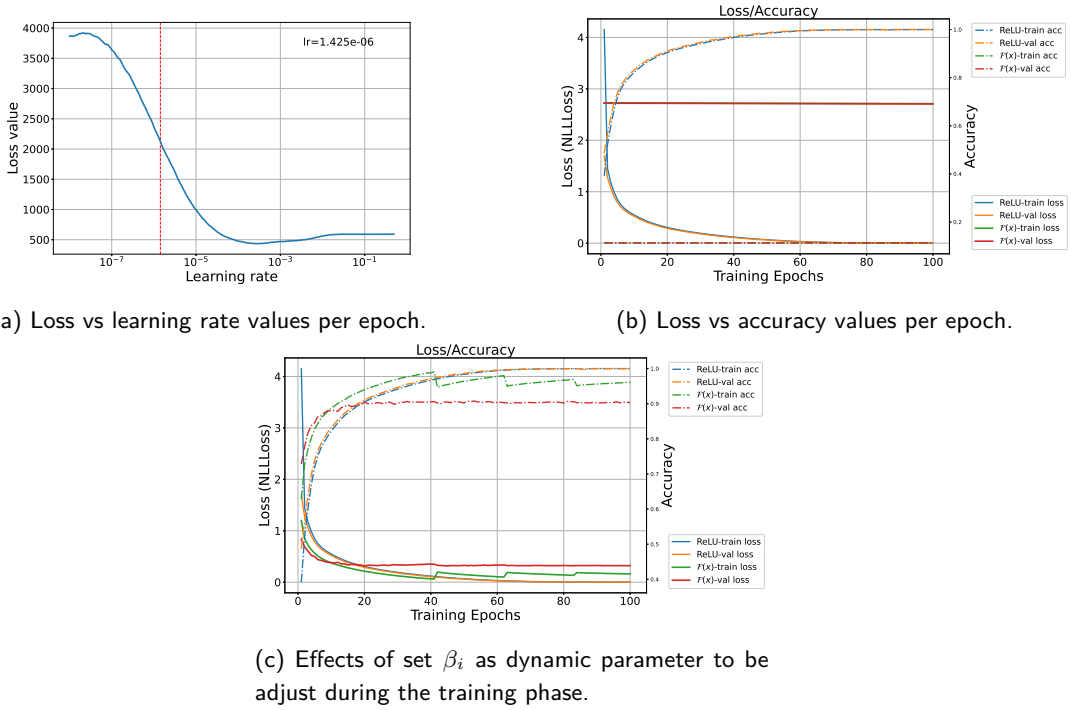 4000
3500
3000
2500
2000
1500
1000
500
Loss value
lr=1.425e-06
10⁻⁷
10⁻⁵
10⁻³
10⁻¹
Learning rate
a) Loss vs learning rate values per epoch.
Loss/Accuracy
4
3
2
1
0
Loss (NLLLoss)
1.0
0.8
0.6
0.4
0.2
Accuracy
0
20
40
60
80
100
Training Epochs
ReLU-train acc
ReLU-val acc
ℱ(x)-train acc
ℱ(x)-val acc
ReLU-train loss
ReLU-val loss
ℱ(x)-train loss
ℱ(x)-val loss
(b) Loss vs accuracy values per epoch.
Loss/Accuracy
4
3
2
1
0
Loss (NLLLoss)
1.0
0.9
0.8
0.7
0.6
0.5
0.4
Accuracy
0
20
40
60
80
100
Training Epochs
ReLU-train acc
ReLU-val acc
ℱ(x)-train acc
ℱ(x)-val acc
ReLU-train loss
ReLU-val loss
ℱ(x)-train loss
ℱ(x)-val loss
(c) Effects of set βᵢ as dynamic parameter to be
adjust during the training phase.